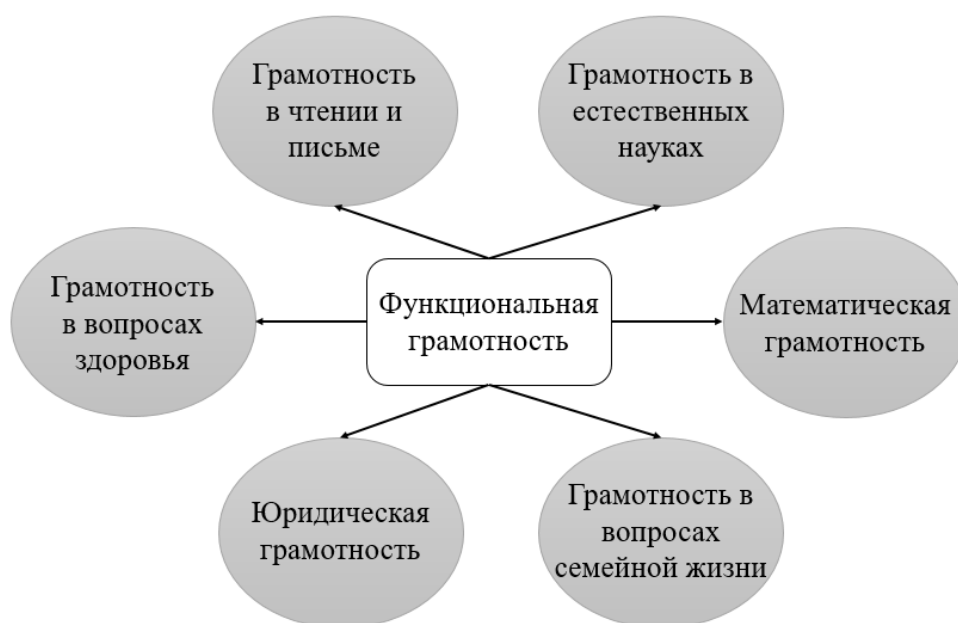 Грамотность
в чтении и
письме
Грамотность в
естественных
науках
Грамотность
в вопросах
здоровья
Функциональная
грамотность
Математическая
грамотность
Юридическая
грамотность
Грамотность в
вопросах
семейной жизни